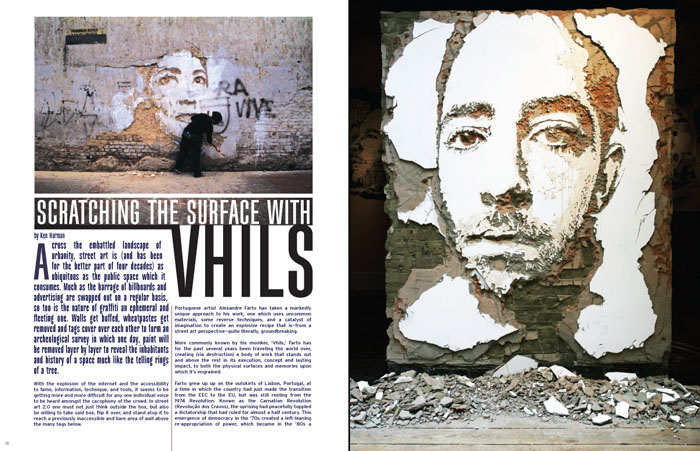 RA
VIVE
SCRATCHING THE SURFACE WITH
VHILS
by Ken Harman
Across the embattled landscape of
urbanity, street art is (and has been
for the better part of four decades) as
ubiquitous as the public space which it
consumes. Much as the barrage of billboards and
advertising are swapped out on a regular basis,
so too is the nature of graffiti an ephemeral and
fleeting one. Walls get buffed, wheatpastes get
removed and tags cover over each other to form an
archeological survey in which one day, paint will
be removed layer by layer to reveal the inhabitants
and history of a space much like the telling rings
of a tree.
With the explosion of the internet and the accessibility
to fame, information, technique, and tools, it seems to be
getting more and more difficult for any one individual voice
to be heard amongst the cacophony of the crowd. In street
art 2.0 one must not just think outside the box, but also
be willing to take said box, flip it over, and stand atop it to
reach a previously inaccessible and bare area of wall above
the many tags below.
Portuguese artist Alexandre Farto has taken a markedly
unique approach to his work, one which uses uncommon
materials, some reverse techniques, and a catalyst of
imagination to create an explosive recipe that is–from a
street art perspective–quite literally, groundbreaking.
More commonly known by his moniker, "Vhils," Farto has
for the past several years been traveling the world over,
creating (via destruction) a body of work that stands out
and above the rest in its execution, concept and lasting
impact, to both the physical surfaces and memories upon
which it's engrained.
Farto grew up on the outskirts of Lisbon, Portugal, at
a time in which the country had just made the transition
from the EEC to the EU, but was still reeling from the
1974 Revolution. Known as the Carnation Revolution
(Revolução dos Cravos), the uprising had peacefully toppled
a dictatorship that had ruled for almost a half century. This
emergence of democracy in the '70s created a left-leaning
re-appropriation of power, which became in the '80s a